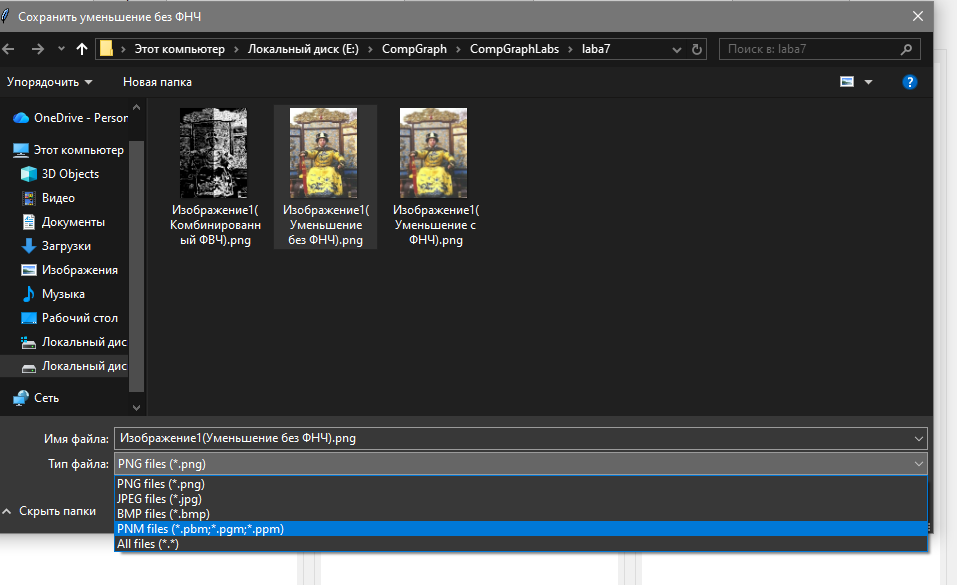 Сохранить уменьшение без ФНЧ
Этот компьютер › Локальный диск (E:) › CompGraph › CompGraphLabs › laba7
Поиск в: laba7
Упорядочить
Новая папка
OneDrive - Person
Этот компьютер
3D Objects
Видео
Документы
Загрузки
Изображения
Музыка
Рабочий стол
Локальный дис
Локальный дис
Сеть
Изображение1(
Комбинированн
ый ФВЧ).png
Изображение1(
Уменьшение
без ФНЧ).png
Изображение1(
Уменьшение с
ФНЧ).png
Имя файла:
Изображение1(Уменьшение без ФНЧ).png
Тип файла:
PNG files (*.png)
PNG files (*.png)
JPEG files (*.jpg)
BMP files (*.bmp)
PNM files (*.pbm;*.pgm;*.ppm)
All files (*.*)
Скрыть папки